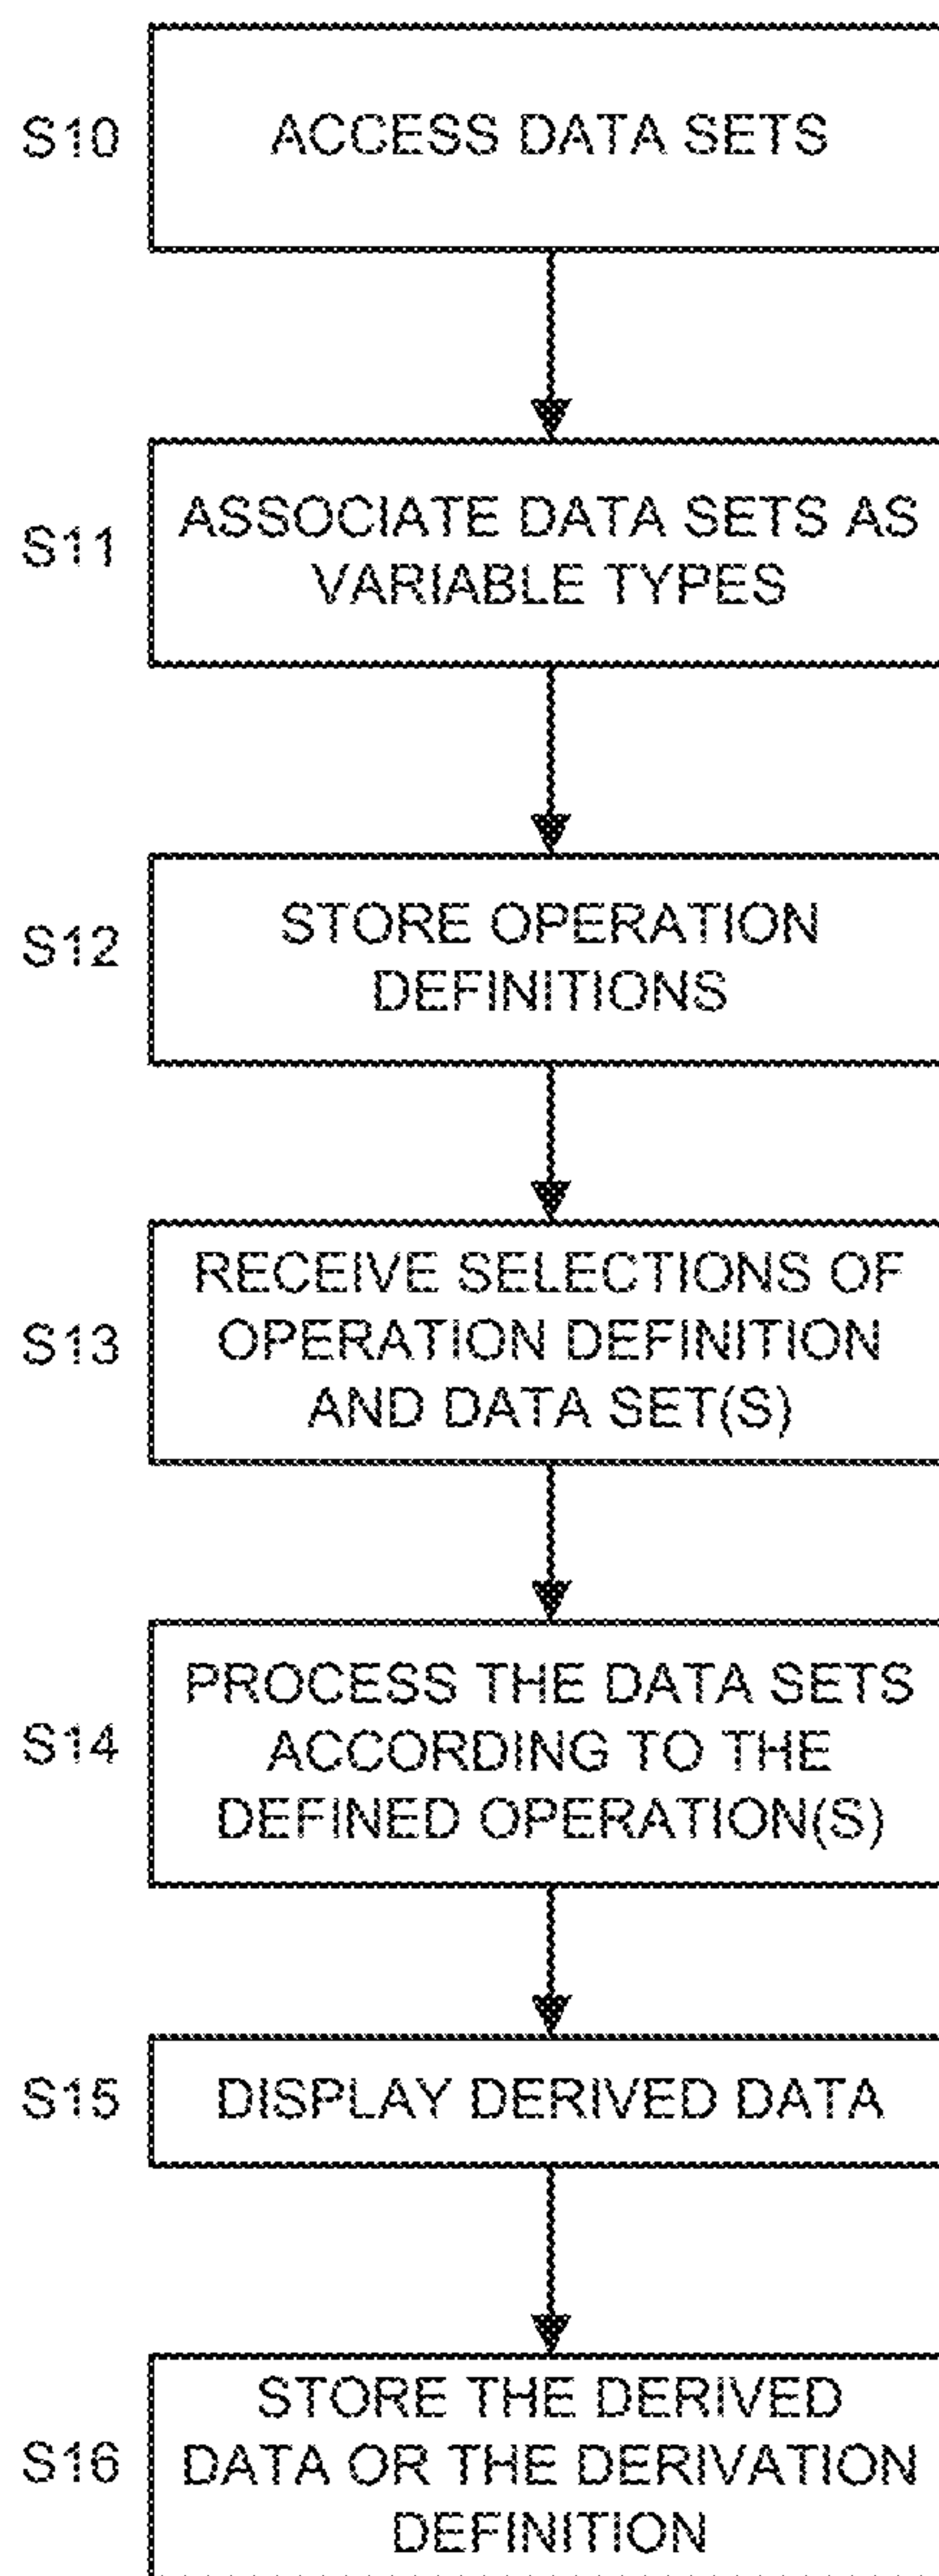 S10
ACCESS DATA SETS
S11
ASSOCIATE DATA SETS AS
VARIABLE TYPES
S12
STORE OPERATION
DEFINITIONS
S13
RECEIVE SELECTIONS OF
OPERATION DEFINITION
AND DATA SET(S)
S14
PROCESS THE DATA SETS
ACCORDING TO THE
DEFINED OPERATION(S)
S15
DISPLAY DERIVED DATA
S16
STORE THE DERIVED
DATA OR THE DERIVATION
DEFINITION